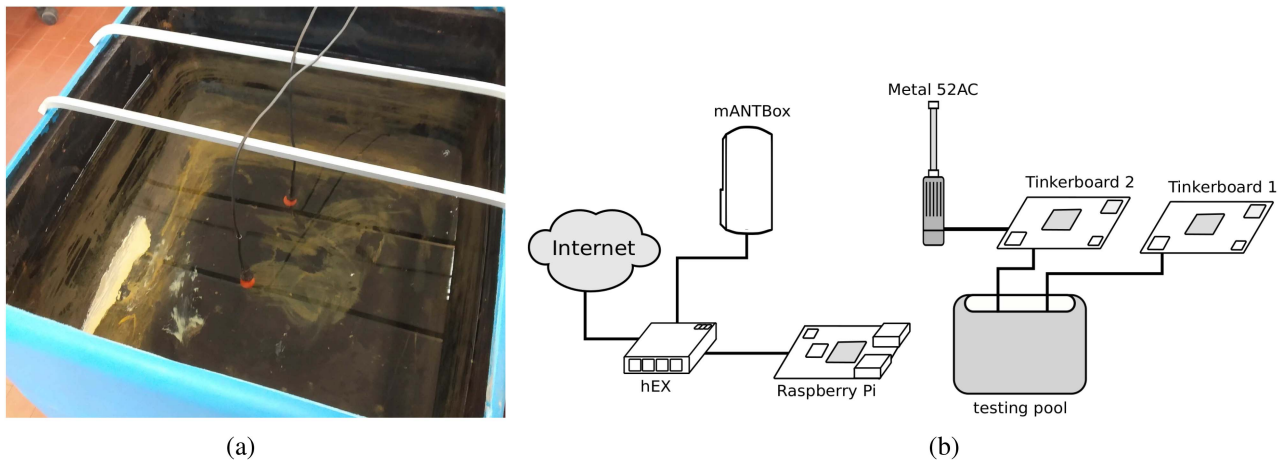 Metal 52AC
mANTBox
Tinkerboard 2
Tinkerboard 1
Internet
hEX
Raspberry Pi
testing pool
(a)
(b)